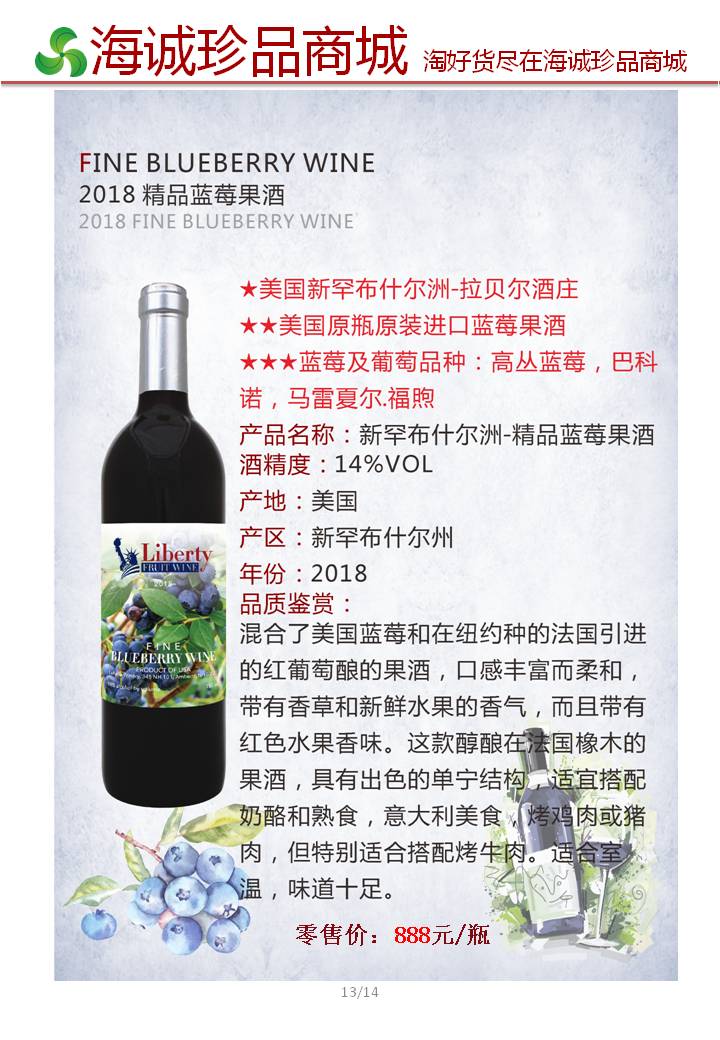 海诚珍品商城 淘好货尽在海诚珍品商城
FINE BLUEBERRY WINE
2018 精品蓝莓果酒
2018 FINE BLUEBERRY WINE
★美国新罕布什尔洲-拉贝尔酒庄
★★美国原瓶原装进口蓝莓果酒
★★★蓝莓及葡萄品种：高丛蓝莓，巴科
诺，马雷夏尔.福煦
产品名称：新罕布什尔洲-精品蓝莓果酒
酒精度：14%VOL
产地：美国
产区：新罕布什尔州
年份：2018
品质鉴赏：
混合了美国蓝莓和在纽约种的法国引进
的红葡萄酿的果酒，口感丰富而柔和，
带有香草和新鲜水果的香气，而且带有
红色水果香味。这款醇酿在法国橡木的
果酒，具有出色的单宁结构，适宜搭配
奶酪和熟食，意大利美食，烤鸡肉或猪
肉，但特别适合搭配烤牛肉。适合室
温，味道十足。
零售价：888元/瓶
Liberty
FRUIT WINE
2018
FINE
BLUEBERRY WINE
PRODUCT OF USA
13/14